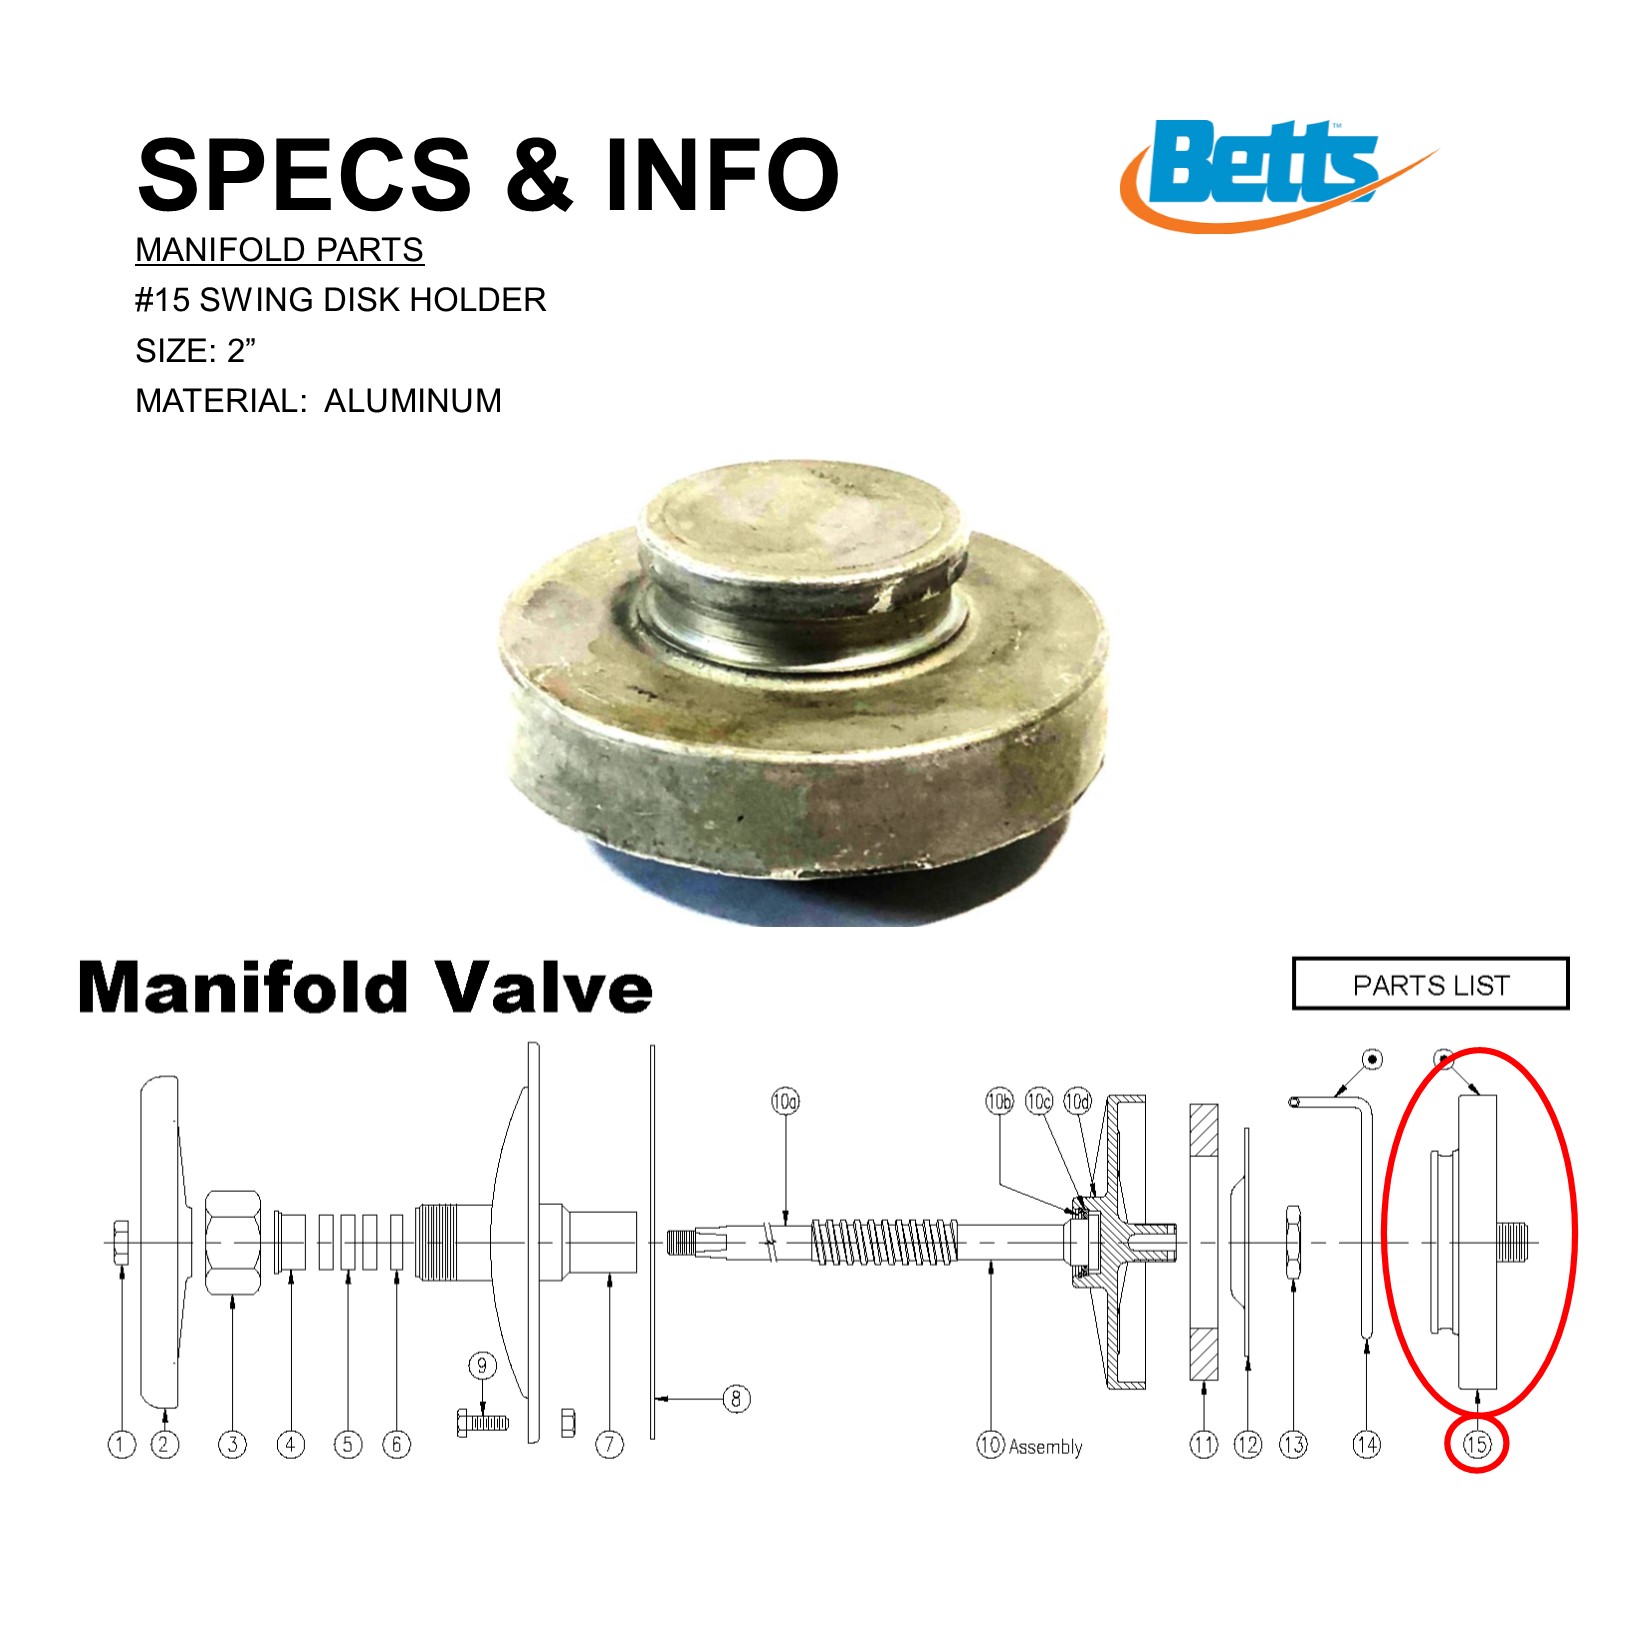 SPECS & INFO
Betts™
MANIFOLD PARTS
#15 SWING DISK HOLDER
SIZE: 2”
MATERIAL: ALUMINUM
Manifold Valve
PARTS LIST
10a
10b 10c 10d
9
8
1 2 3 4 5 6 7 10 Assembly 11 12 13 14 15